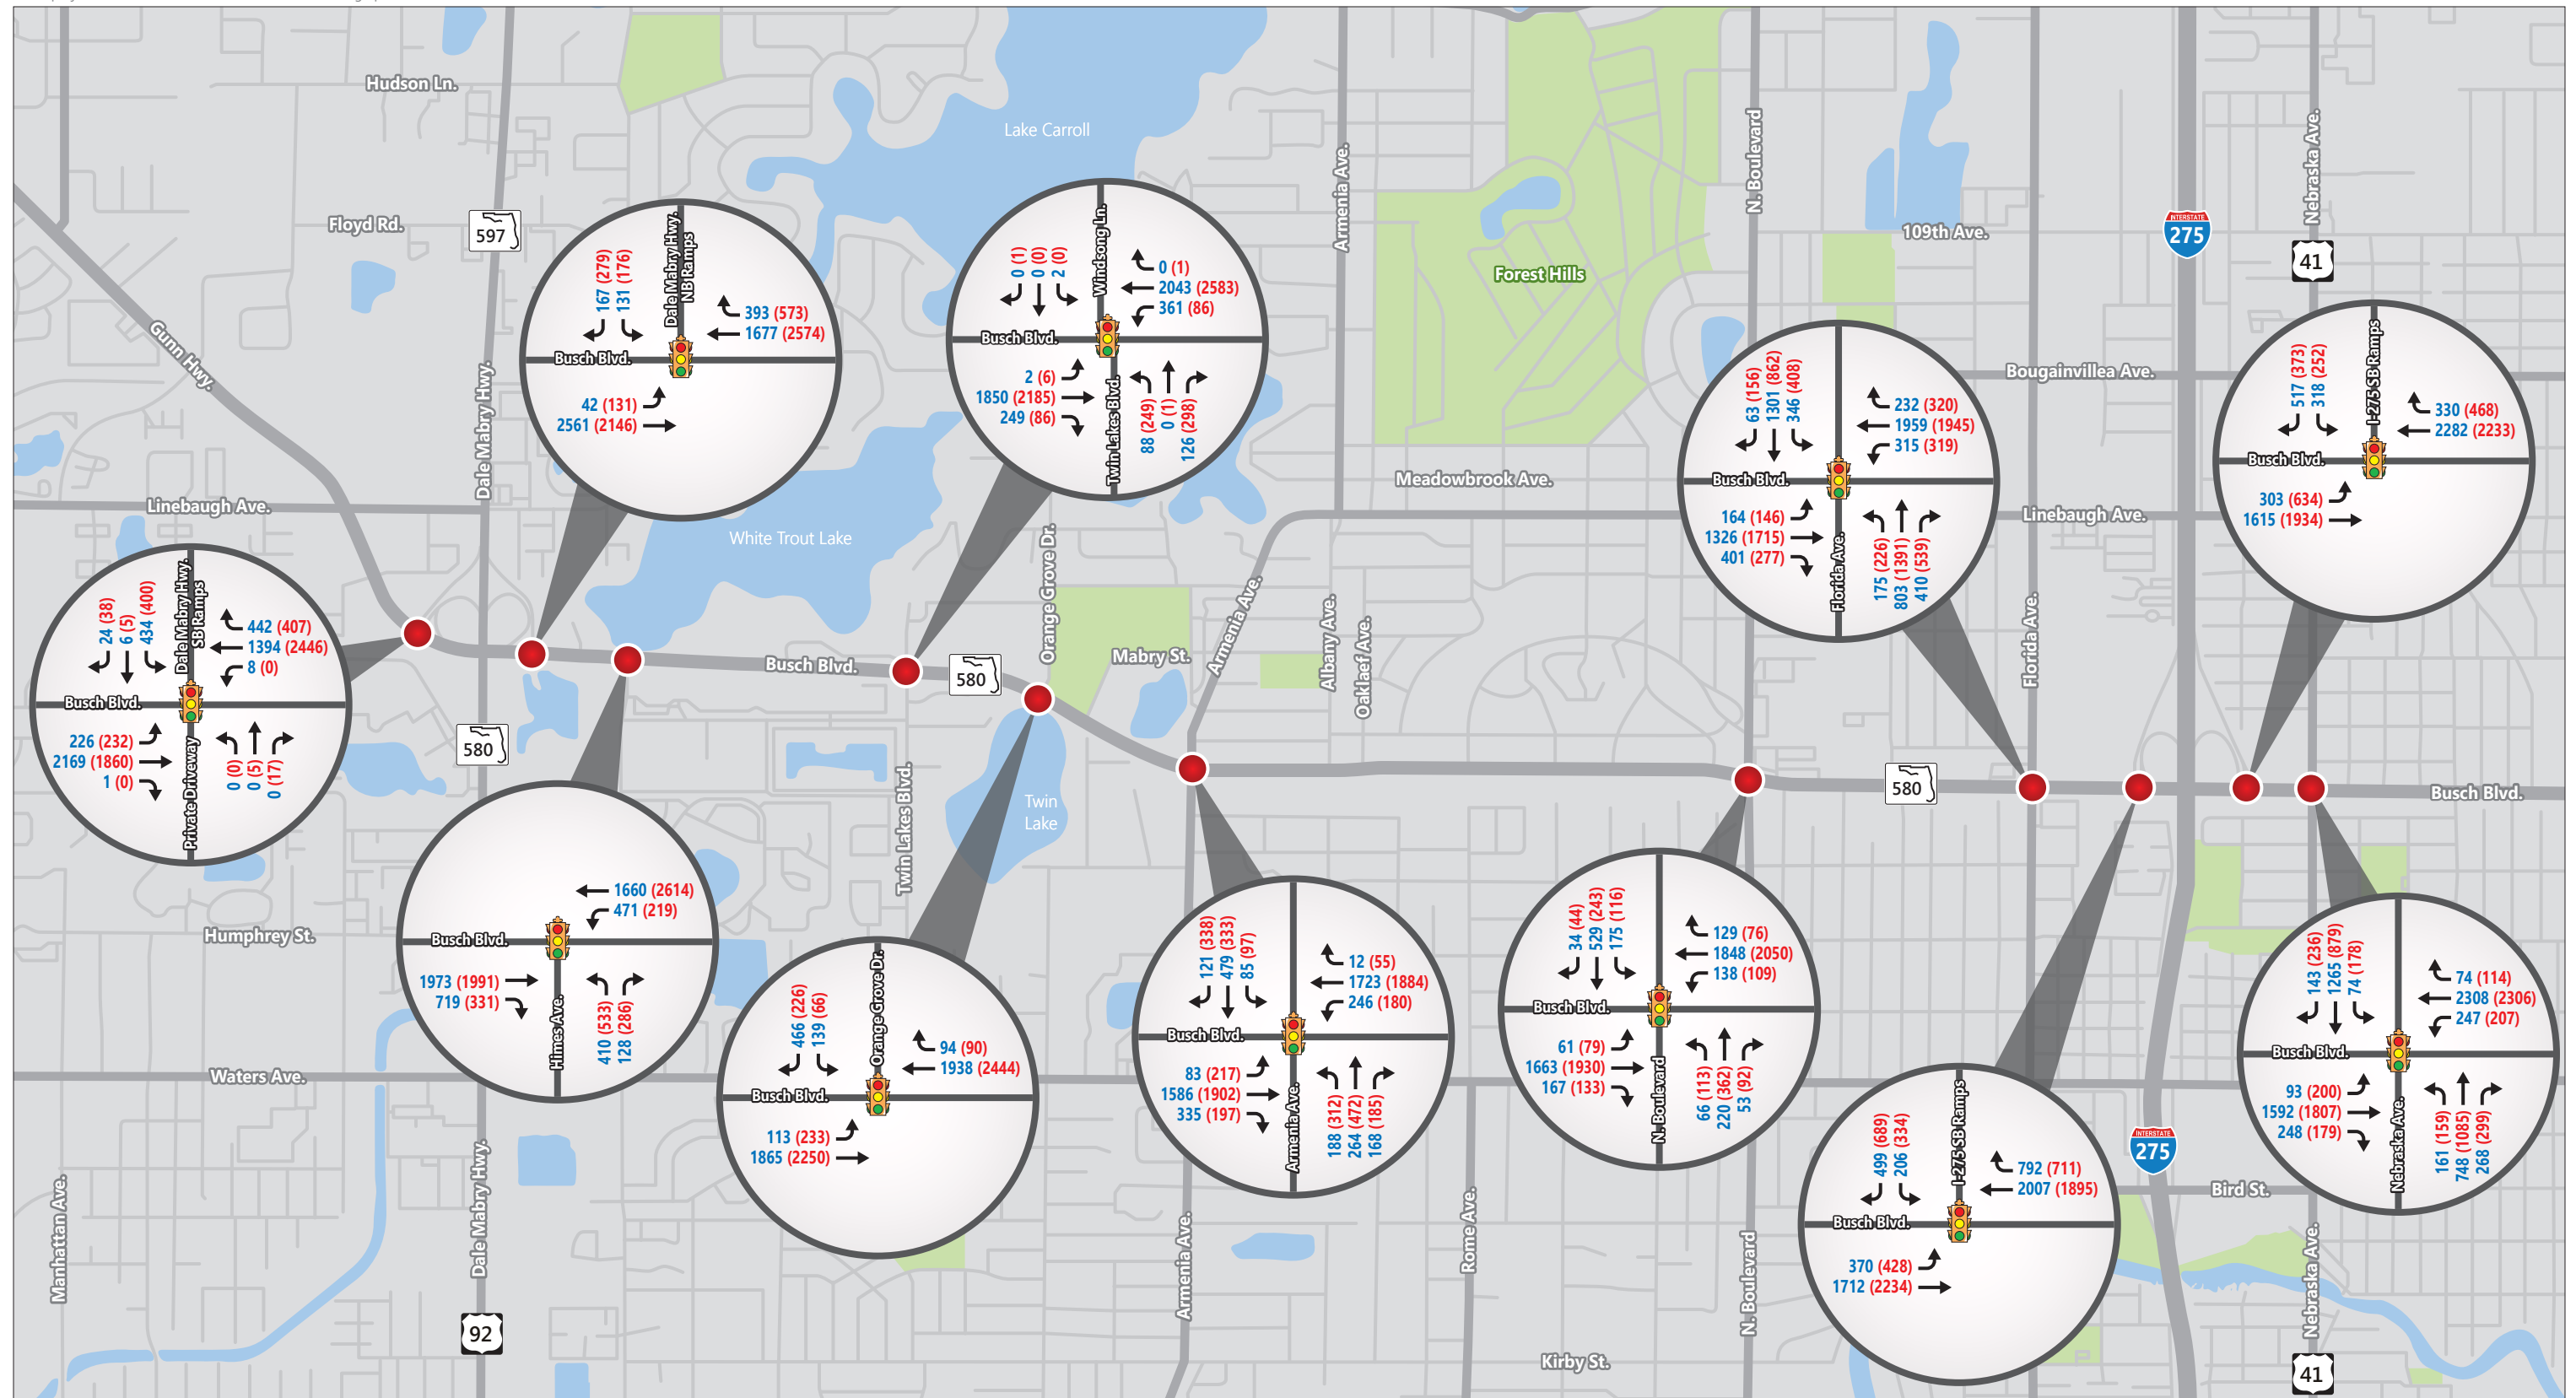 Hudson Ln.
Lake Carroll
Floyd Rd.
597
Armenia Ave.
N. Boulevard
109th Ave.
INTERSTATE
275
Nebraska Ave.
41
Forest Hills
Gunn Hwy.
Dale Mabry Hwy.
Linebaugh Ave.
White Trout Lake
Orange Grove Dr.
Meadowbrook Ave.
Bougainvillea Ave.
Linebaugh Ave.
Armenia Ave.
Albany Ave.
Oaklaef Ave.
Florida Ave.
Mabry St.
Busch Blvd.
580
580
580
Busch Blvd.
Twin Lakes Blvd.
Twin
Lake
Humphrey St.
Waters Ave.
Manhattan Ave.
Dale Mabry Hwy.
92
Armenia Ave.
Rome Ave.
N. Boulevard
Kirby St.
INTERSTATE
275
Bird St.
Nebraska Ave.
41
Dale Mabry Hwy.
SB Ramps
24 (38)
6 (5)
434 (400)
442 (407)
1394 (2446)
8 (0)
Busch Blvd.
226 (232)
2169 (1860)
1 (0)
Private Driveway
0 (0)
0 (5)
0 (17)
Dale Mabry Hwy.
NB Ramps
167 (279)
131 (176)
393 (573)
1677 (2574)
Busch Blvd.
42 (131)
2561 (2146)
1660 (2614)
471 (219)
Busch Blvd.
1973 (1991)
719 (331)
Himes Ave.
410 (533)
128 (286)
Windsong Ln.
0 (1)
0 (0)
2 (0)
0 (1)
2043 (2583)
361 (86)
Busch Blvd.
2 (6)
1850 (2185)
249 (86)
Twin Lakes Blvd.
88 (249)
0 (1)
126 (298)
Orange Grove Dr.
466 (226)
139 (66)
94 (90)
1938 (2444)
Busch Blvd.
113 (233)
1865 (2250)
121 (338)
479 (333)
85 (97)
12 (55)
1723 (1884)
246 (180)
Busch Blvd.
83 (217)
1586 (1902)
335 (197)
Armenia Ave.
188 (312)
264 (472)
168 (185)
34 (44)
529 (243)
175 (116)
129 (76)
1848 (2050)
138 (109)
Busch Blvd.
61 (79)
1663 (1930)
167 (133)
N. Boulevard
66 (113)
220 (362)
53 (92)
63 (156)
1301 (862)
346 (408)
232 (320)
1959 (1945)
315 (319)
Busch Blvd.
164 (146)
1326 (1715)
401 (277)
Florida Ave.
175 (226)
803 (1391)
410 (539)
I-275 SB Ramps
499 (689)
206 (334)
792 (711)
2007 (1895)
Busch Blvd.
370 (428)
1712 (2234)
I-275 SB Ramps
517 (373)
318 (252)
330 (468)
2282 (2233)
Busch Blvd.
303 (634)
1615 (1934)
143 (236)
1265 (879)
74 (178)
74 (114)
2308 (2306)
247 (207)
Busch Blvd.
93 (200)
1592 (1807)
248 (179)
Nebraska Ave.
161 (159)
748 (1085)
268 (299)